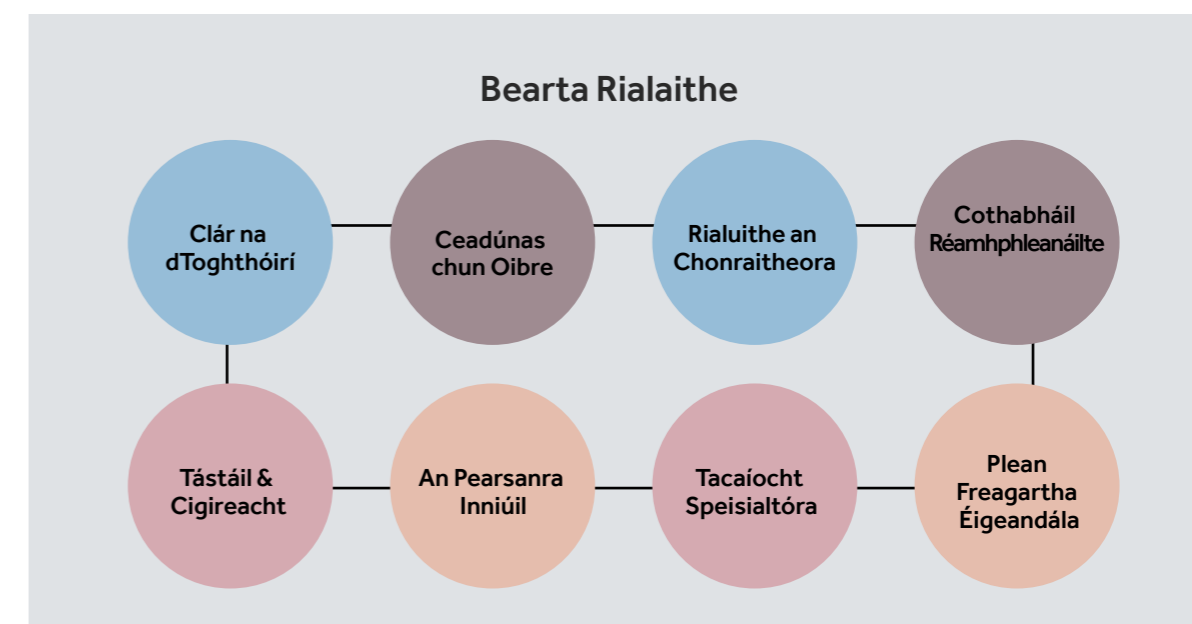 Bearta Rialaithe
Clár na
dToghthóirí
Ceadúnas
chun Oibre
Rialuithe an
Chonraitheora
Cothabháil
Réamhphleanáilte
Tástáil &
Cigireacht
An Pearsanra
Inniúil
Tacaíocht
Speisialtóra
Plean
Freagartha
Éigeandála